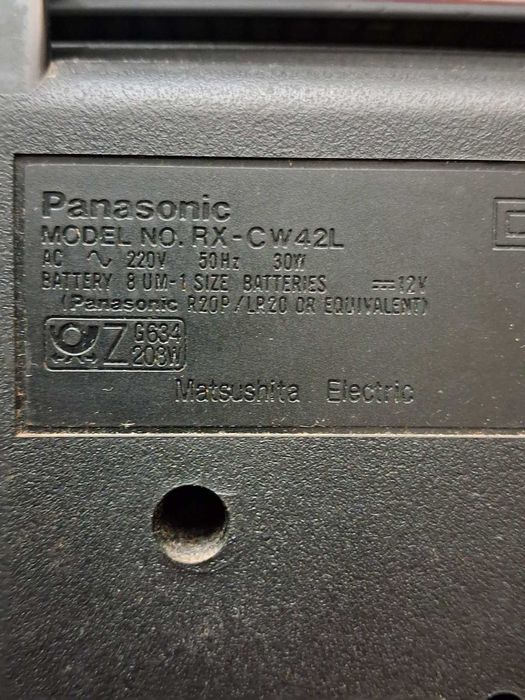 Panasonic
MODEL NO. RX-CW42L
AC ∿ 220V 50Hz 30W
BATTERY 8 UM-1 SIZE BATTERIES ⎓12V
(Panasonic R20P/LR20 OR EQUIVALENT)
Z G634
203W
Matsushita Electric